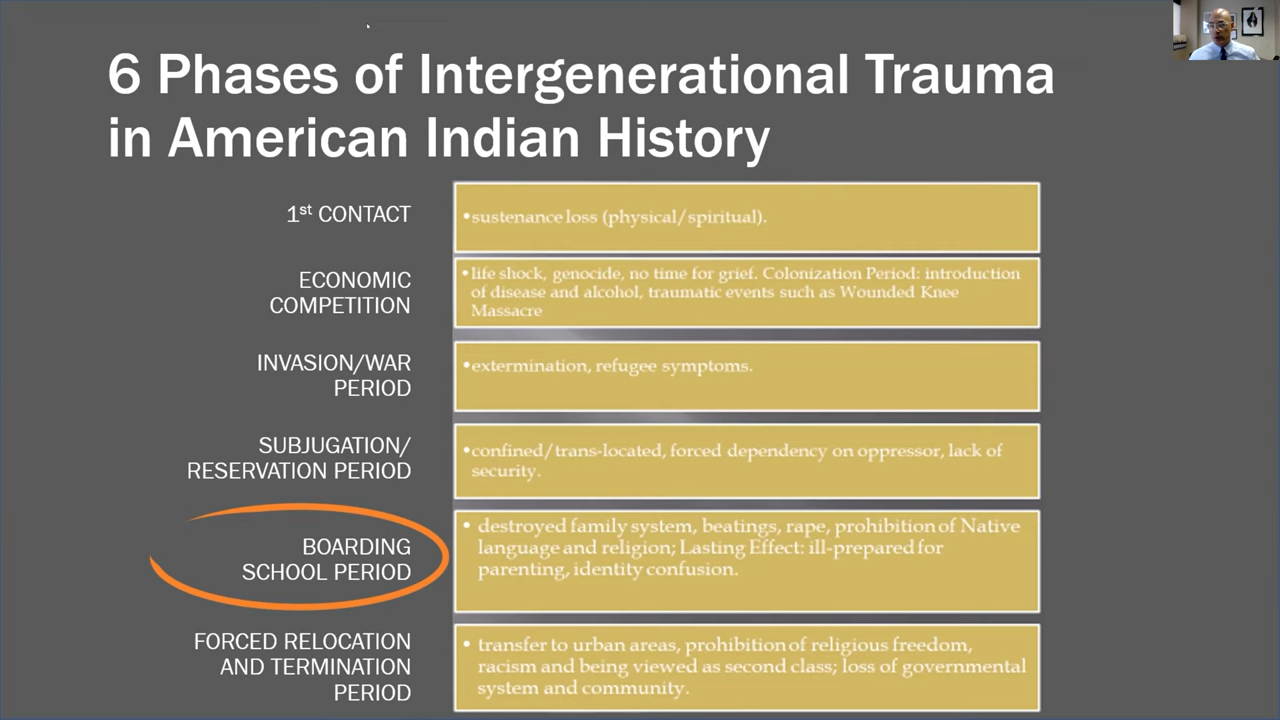 6 Phases of Intergenerational Trauma
in American Indian History
1st CONTACT
•sustenance loss (physical/spiritual).
ECONOMIC
COMPETITION
•life shock, genocide, no time for grief. Colonization Period: introduction
of disease and alcohol, traumatic events such as Wounded Knee
Massacre
INVASION/WAR
PERIOD
•extermination, refugee symptoms.
SUBJUGATION/
RESERVATION PERIOD
•confined/trans-located, forced dependency on oppressor, lack of
security.
BOARDING
SCHOOL PERIOD
• destroyed family system, beatings, rape, prohibition of Native
language and religion; Lasting Effect: ill-prepared for
parenting, identity confusion.
FORCED RELOCATION
AND TERMINATION
PERIOD
• transfer to urban areas, prohibition of religious freedom,
racism and being viewed as second class; loss of governmental
system and community.